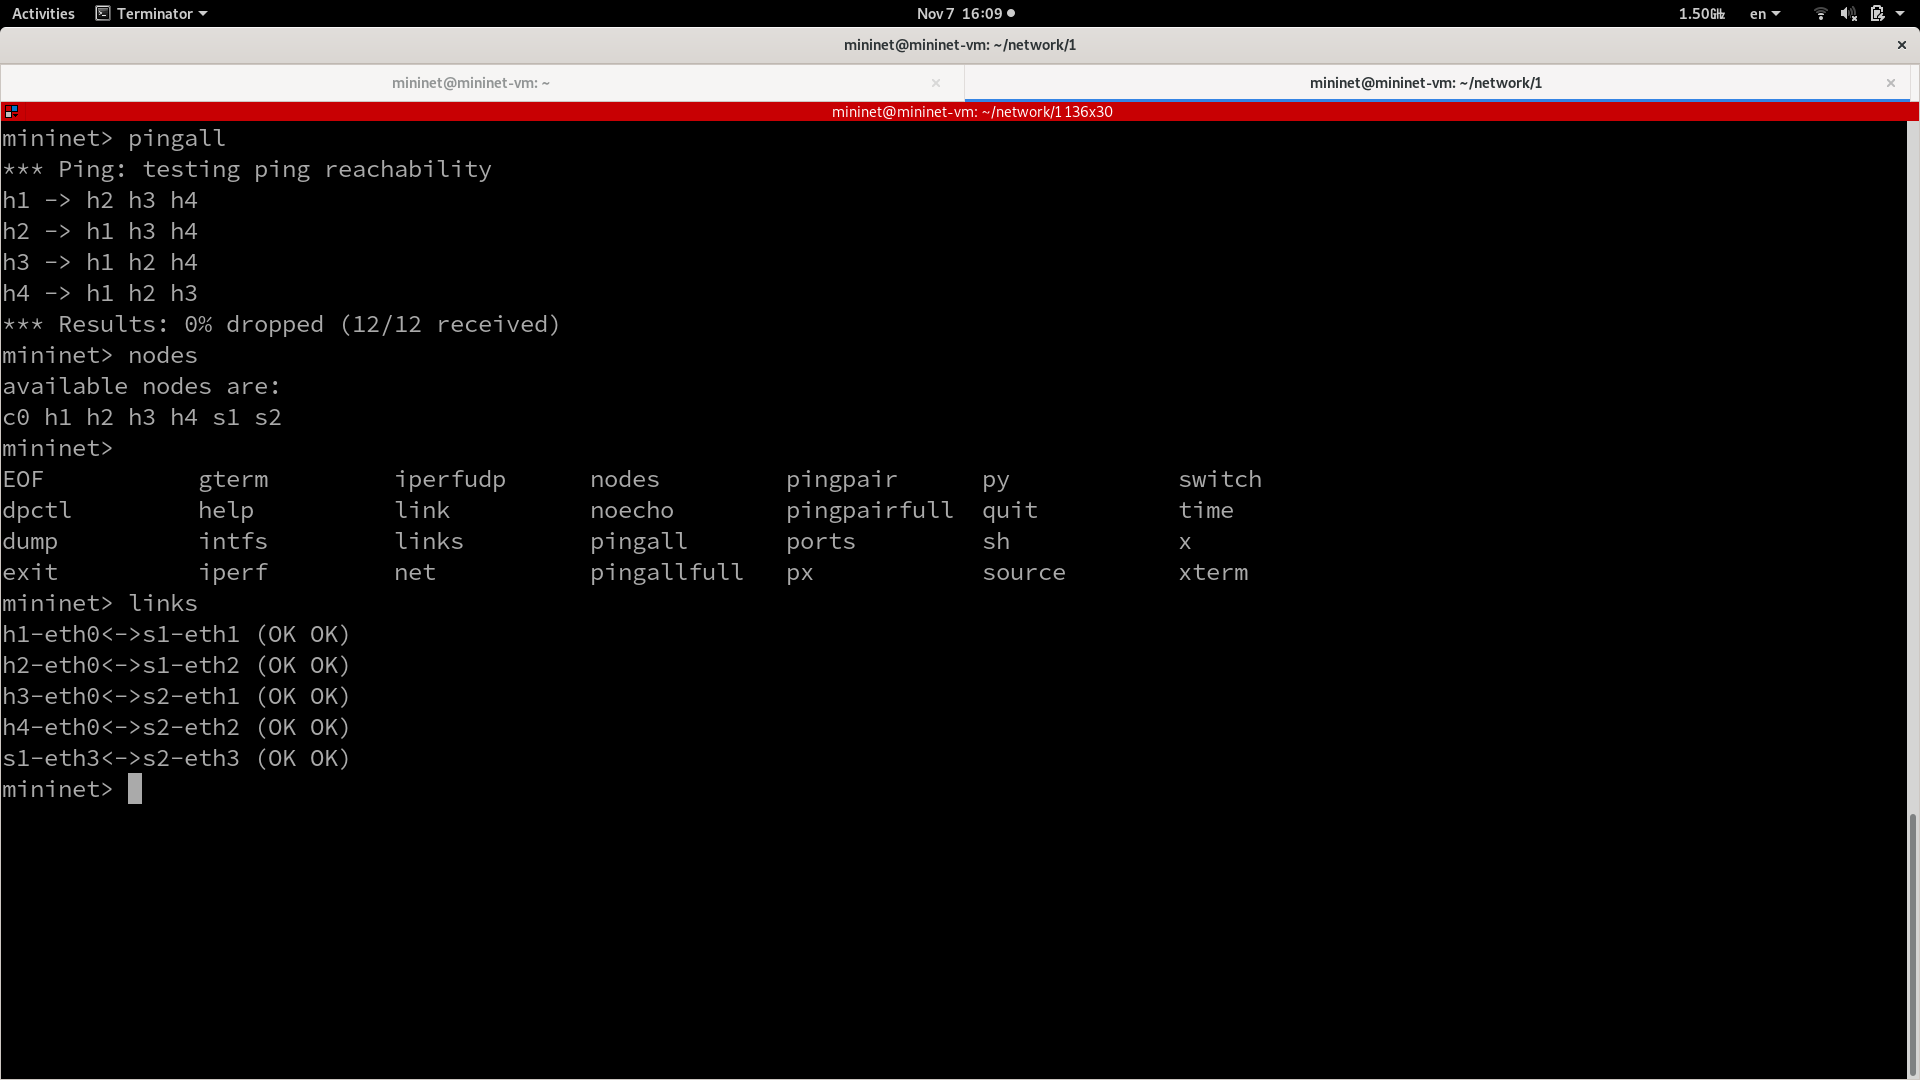 Activities Terminator Nov 7 16:09 1.50GHz en
mininet@mininet-vm: ~/network/1
mininet@mininet-vm: ~ mininet@mininet-vm: ~/network/1
mininet@mininet-vm: ~/network/1 136x30
mininet> pingall
*** Ping: testing ping reachability
h1 -> h2 h3 h4
h2 -> h1 h3 h4
h3 -> h1 h2 h4
h4 -> h1 h2 h3
*** Results: 0% dropped (12/12 received)
mininet> nodes
available nodes are:
c0 h1 h2 h3 h4 s1 s2
mininet>
EOF gterm iperfudp nodes pingpair py switch
dpctl help link noecho pingpairfull quit time
dump intfs links pingall ports sh x
exit iperf net pingallfull px source xterm
mininet> links
h1-eth0<->s1-eth1 (OK OK)
h2-eth0<->s1-eth2 (OK OK)
h3-eth0<->s2-eth1 (OK OK)
h4-eth0<->s2-eth2 (OK OK)
s1-eth3<->s2-eth3 (OK OK)
mininet>